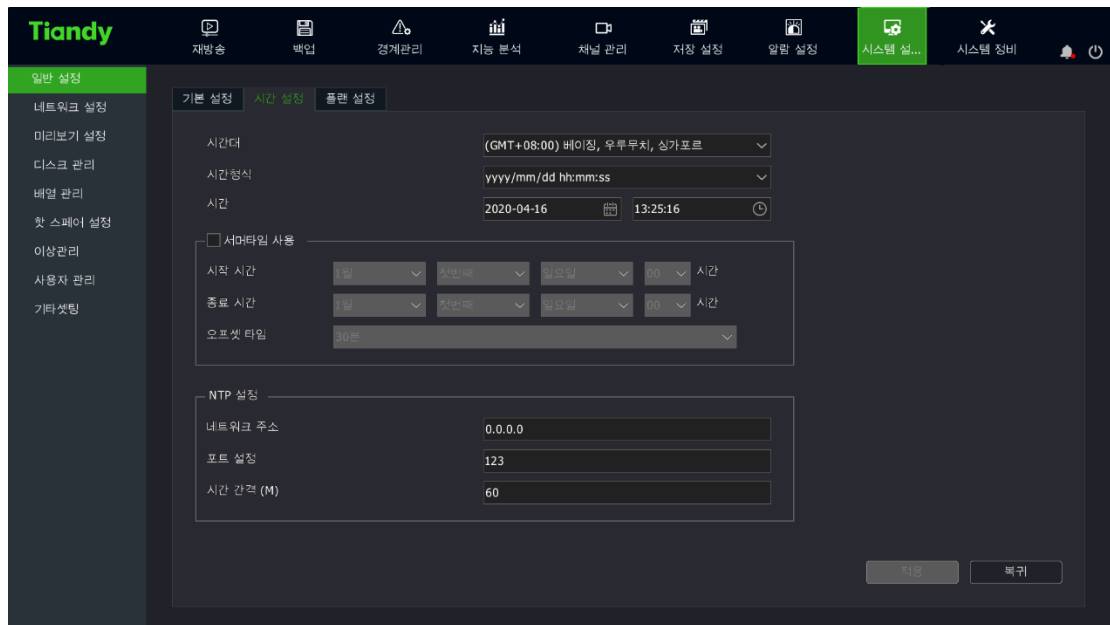 Tiandy
재방송 백업 경계관리 지능 분석 채널 관리 저장 설정 알람 설정 시스템 설... 시스템 정비
일반 설정
네트워크 설정
미리보기 설정
디스크 관리
배열 관리
핫 스페어 설정
이상관리
사용자 관리
기타셋팅
기본 설정 시간 설정 플랜 설정
시간대 (GMT+08:00) 베이징, 우루무치, 싱가포르
시간형식 yyyy/mm/dd hh:mm:ss
시간 2020-04-16 13:25:16
서머타임 사용
시작 시간 1월 첫번째 일요일 00 시간
종료 시간 1월 첫번째 일요일 00 시간
오프셋 타임 30분
NTP 설정
네트워크 주소 0.0.0.0
포트 설정 123
시간 간격 (M) 60
적용 복귀